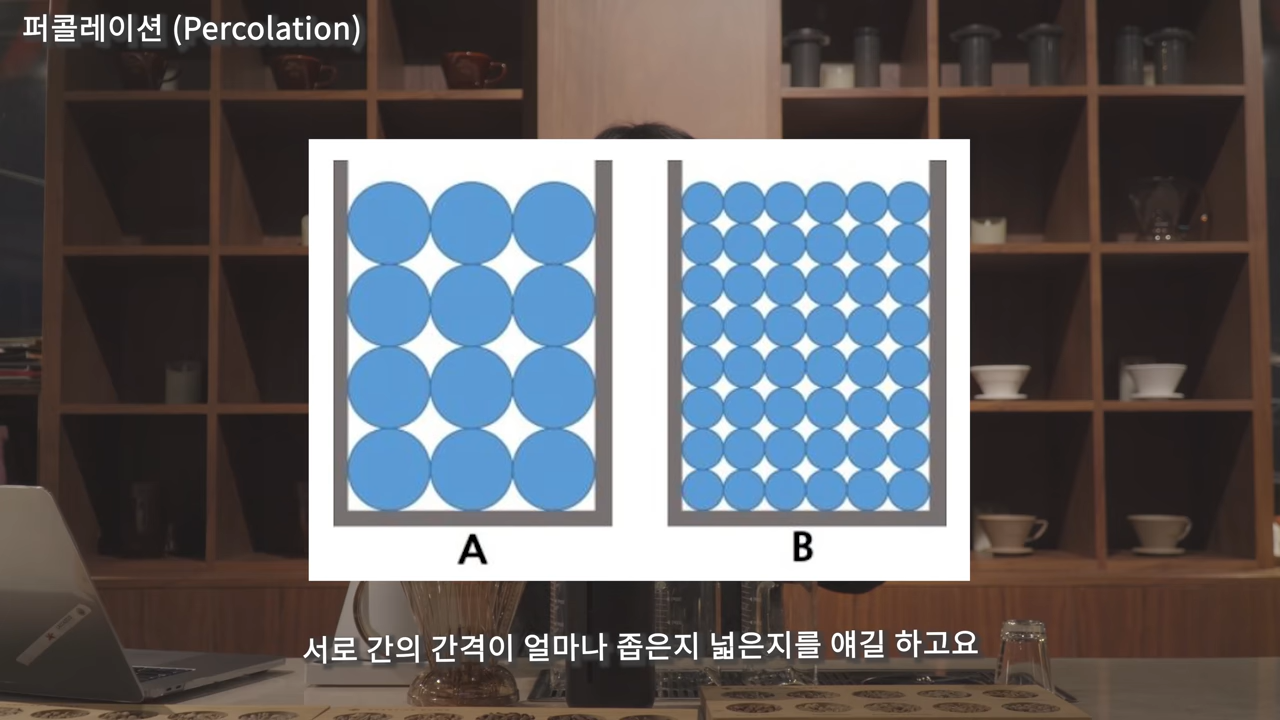 퍼콜레이션 (Percolation)
A
B
서로 간의 간격이 얼마나 좁은지 넓은지를 얘길 하고요